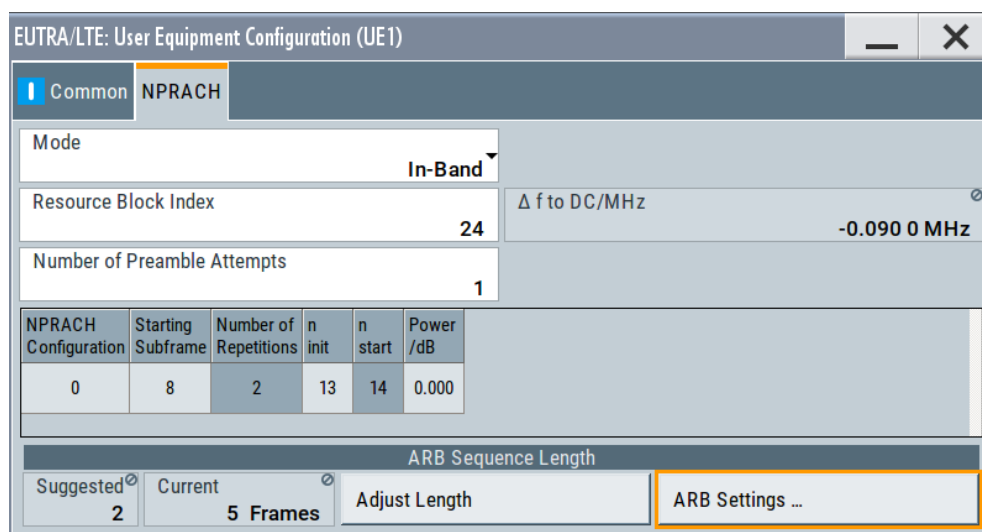 EUTRA/LTE: User Equipment Configuration (UE1)
Common NPRACH
Mode
In-Band
Resource Block Index
24
Δ f to DC/MHz
-0.090 0 MHz
Number of Preamble Attempts
1
NPRACH Configuration
Starting Subframe
Number of Repetitions
n init
n start
Power /dB
0 8 2 13 14 0.000
ARB Sequence Length
Suggested
2
Current
5 Frames
Adjust Length
ARB Settings ...